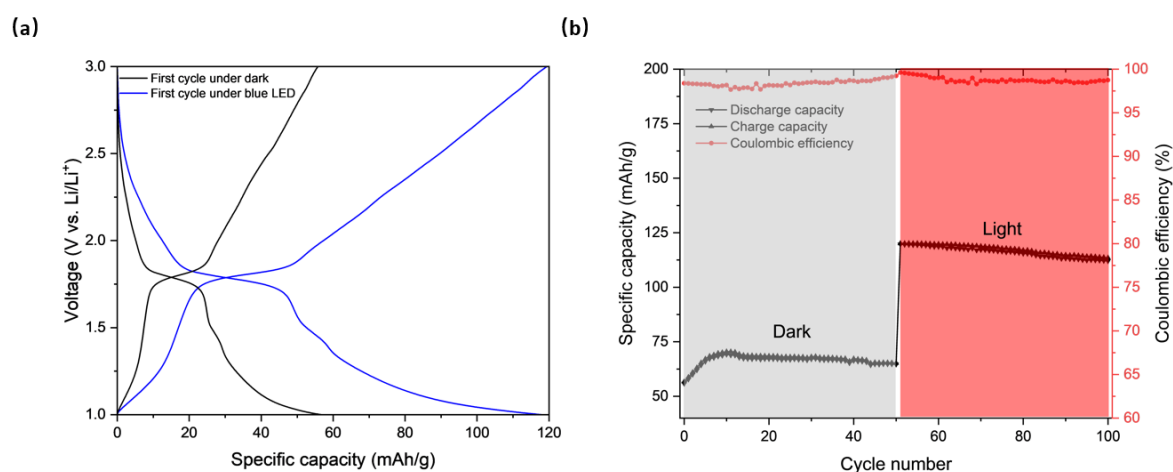 (a)
(b)
First cycle under dark
First cycle under blue LED
3.0
2.5
2.0
1.5
1.0
Voltage (V vs. Li/Li⁺)
0 20 40 60 80 100 120
Specific capacity (mAh/g)
200
175
150
125
100
75
50
Specific capacity (mAh/g)
Discharge capacity
Charge capacity
Coulombic efficiency
Dark
Light
100
95
90
85
80
75
70
65
60
Coulombic efficiency (%)
0 20 40 60 80 100
Cycle number